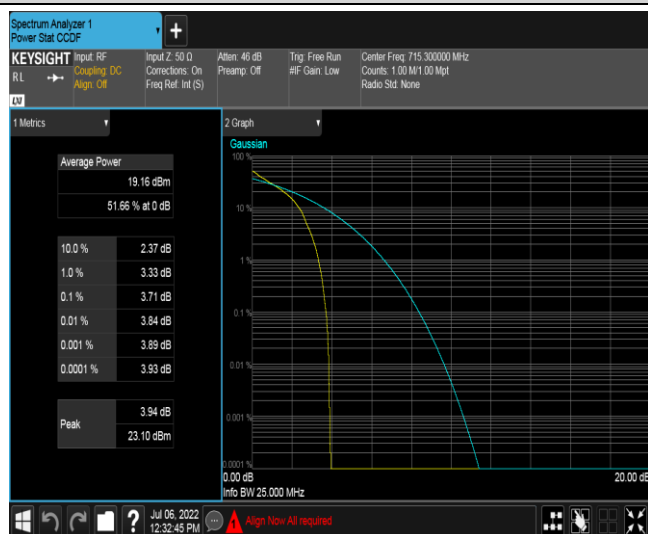 Spectrum Analyzer 1
Power Stat CCDF
+
KEYSIGHT
RL
LXI
Input: RF
Coupling: DC
Align: Off
Input Z: 50 Ω
Corrections: On
Freq Ref: Int (S)
Atten: 46 dB
Preamp: Off
Trig: Free Run
#IF Gain: Low
Center Freq: 715.300000 MHz
Counts: 1.00 M/1.00 Mpt
Radio Std: None
1 Metrics
Average Power
19.16 dBm
51.66 % at 0 dB
10.0 % 2.37 dB
1.0 % 3.33 dB
0.1 % 3.71 dB
0.01 % 3.84 dB
0.001 % 3.89 dB
0.0001 % 3.93 dB
Peak
3.94 dB
23.10 dBm
2 Graph
Gaussian
100 %
10 %
1 %
0.1 %
0.01 %
0.001 %
0.0001 %
0.00 dB
20.00 dB
Info BW 25.000 MHz
?
Jul 06, 2022
12:32:45 PM
Align Now All required